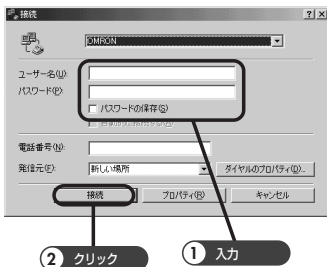 接続
OMRON
ユーザー名(U):
パスワード(P):
パスワードの保存(S)
電話番号(N):
発信元(F):
新しい場所
ダイヤルのプロパティ(D)...
接続
プロパティ(R)
キャンセル
2 クリック
1 入力